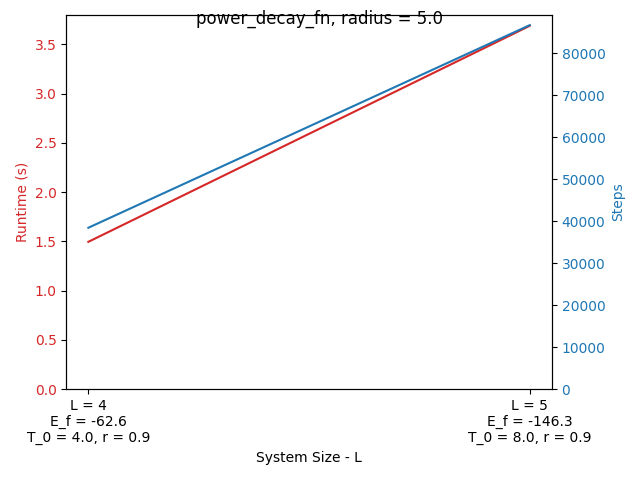 power_decay_fn, radius = 5.0
Runtime (s)
3.5
3.0
2.5
2.0
1.5
1.0
0.5
0.0
80000
70000
60000
50000
40000
30000
20000
10000
0
Steps
L = 4
E_f = -62.6
T_0 = 4.0, r = 0.9
L = 5
E_f = -146.3
T_0 = 8.0, r = 0.9
System Size - L